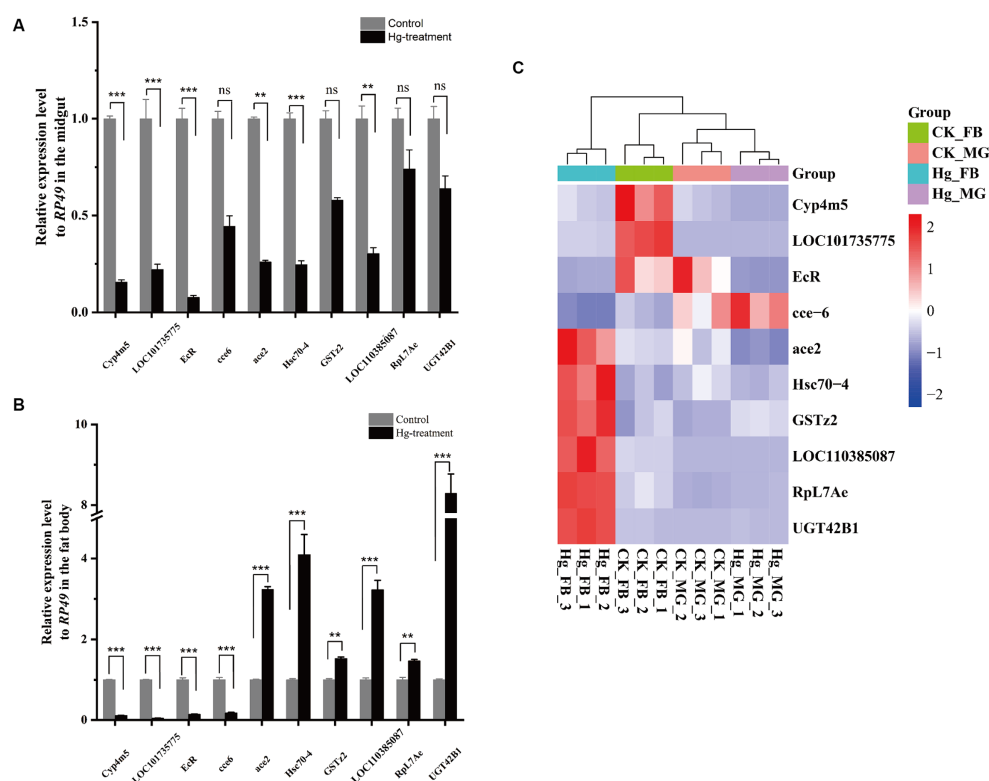 A
Control
Hg-treatment
Relative expression level
to RP49 in the midgut
1.5
1.0
0.5
0.0
***
***
***
ns
**
***
ns
**
ns
ns
Cyp4m5
LOC101735775
EcR
cce6
ace2
Hsc70-4
GSTz2
LOC110385087
RpL7Ae
UGT42B1
B
Control
Hg-treatment
Relative expression level
to RP49 in the fat body
10
8
4
2
0
***
***
***
***
***
***
**
***
**
***
Cyp4m5
LOC101735775
EcR
cce6
ace2
Hsc70-4
GSTz2
LOC110385087
RpL7Ae
UGT42B1
C
Group
CK_FB
CK_MG
Hg_FB
Hg_MG
2
1
0
−1
−2
Group
Cyp4m5
LOC101735775
EcR
cce−6
ace2
Hsc70−4
GSTz2
LOC110385087
RpL7Ae
UGT42B1
Hg_FB_3
Hg_FB_1
Hg_FB_2
CK_FB_3
CK_FB_2
CK_FB_1
CK_MG_2
CK_MG_3
CK_MG_1
Hg_MG_1
Hg_MG_2
Hg_MG_3